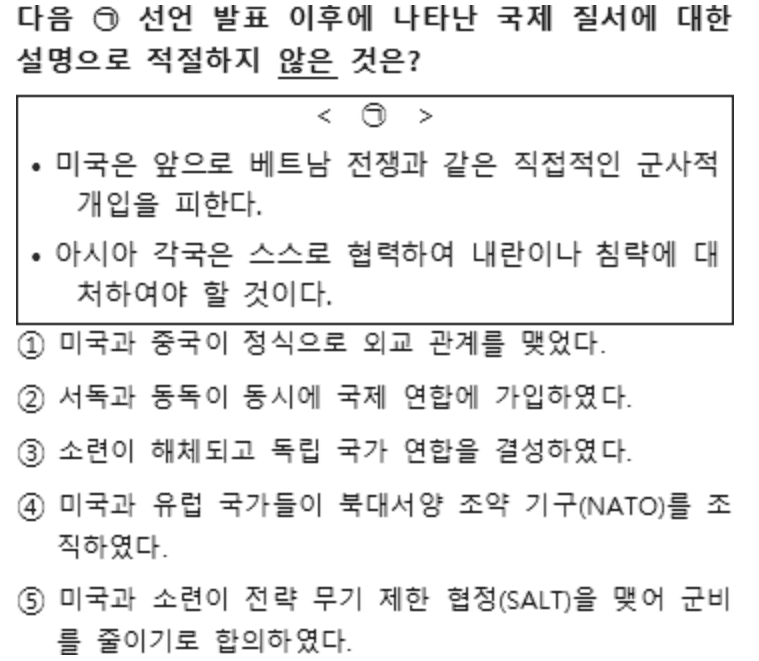 다음 ㉠ 선언 발표 이후에 나타난 국제 질서에 대한
설명으로 적절하지 않은 것은?
< ㉠ >
• 미국은 앞으로 베트남 전쟁과 같은 직접적인 군사적
개입을 피한다.
• 아시아 각국은 스스로 협력하여 내란이나 침략에 대
처하여야 할 것이다.
① 미국과 중국이 정식으로 외교 관계를 맺었다.
② 서독과 동독이 동시에 국제 연합에 가입하였다.
③ 소련이 해체되고 독립 국가 연합을 결성하였다.
④ 미국과 유럽 국가들이 북대서양 조약 기구(NATO)를 조
직하였다.
⑤ 미국과 소련이 전략 무기 제한 협정(SALT)을 맺어 군비
를 줄이기로 합의하였다.